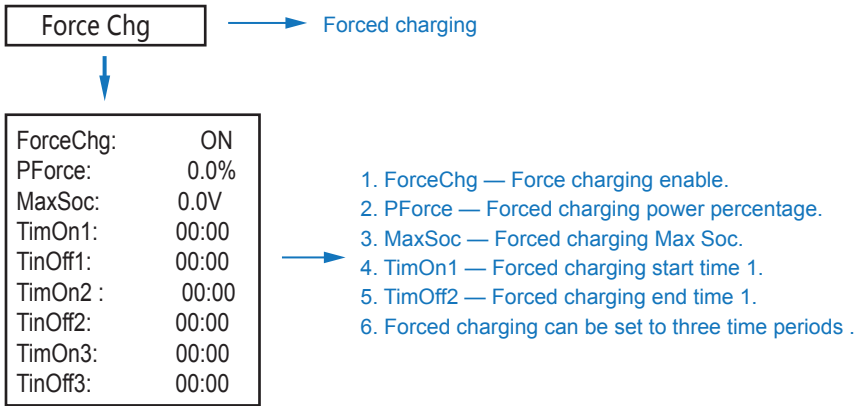 Force Chg
Forced charging
ForceChg: ON
PForce: 0.0%
MaxSoc: 0.0V
TimOn1: 00:00
TinOff1: 00:00
TimOn2 : 00:00
TinOff2: 00:00
TimOn3: 00:00
TinOff3: 00:00
1. ForceChg — Force charging enable.
2. PForce — Forced charging power percentage.
3. MaxSoc — Forced charging Max Soc.
4. TimOn1 — Forced charging start time 1.
5. TimOff2 — Forced charging end time 1.
6. Forced charging can be set to three time periods .